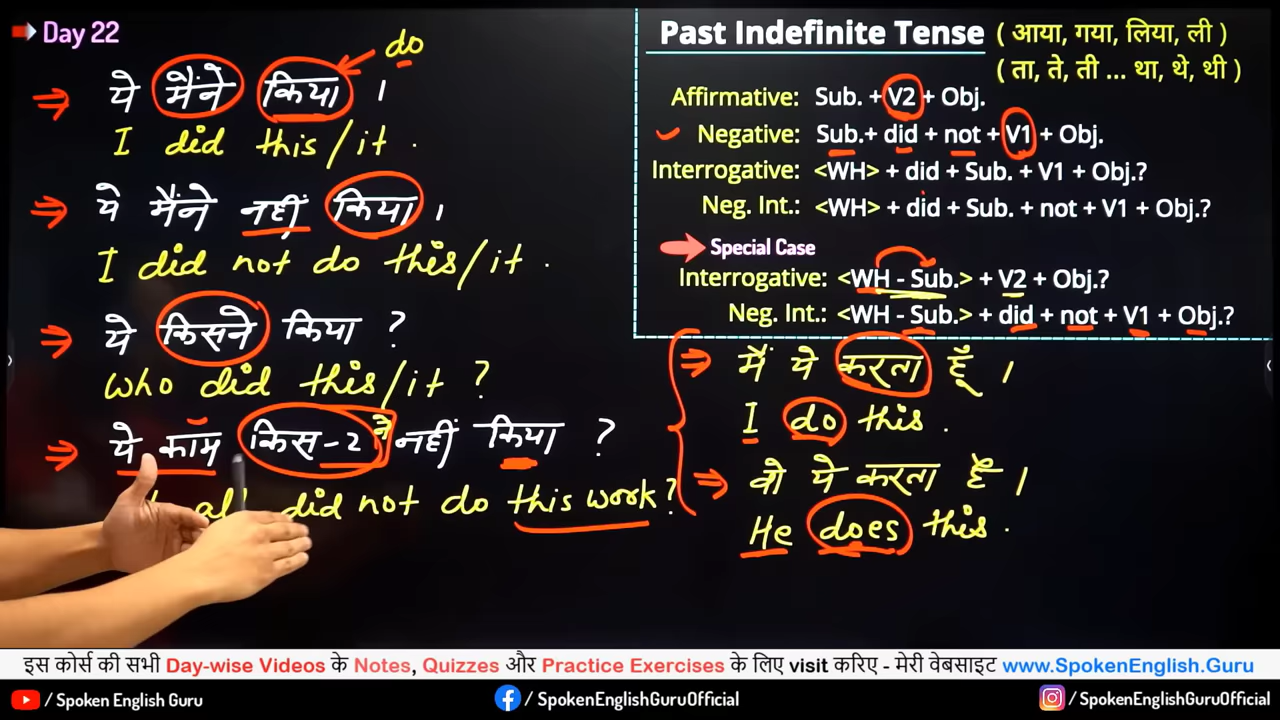 Day 22
do
ये मैंने किया ।
I did this/it .
ये मैंने नहीं किया ।
I did not do this/it .
ये किसने किया ?
who did this/it ?
ये काम किस-2 ने नहीं किया ?
all did not do this work?
Past Indefinite Tense ( आया, गया, लिया, ली )
( ता, ते, ती ... था, थे, थी )
Affirmative: Sub. + V2 + Obj.
Negative: Sub.+ did + not + V1 + Obj.
Interrogative: <WH> + did + Sub. + V1 + Obj.?
Neg. Int.: <WH> + did + Sub. + not + V1 + Obj.?
Special Case
Interrogative: <WH - Sub.> + V2 + Obj.?
Neg. Int.: <WH - Sub.> + did + not + V1 + Obj.?
मैं ये करता हूँ ।
I do this .
वो ये करता है ।
He does this .
इस कोर्स की सभी Day-wise Videos के Notes, Quizzes और Practice Exercises के लिए visit करिए - मेरी वेबसाइट www.SpokenEnglish.Guru
/ Spoken English Guru
/ SpokenEnglishGuruOfficial
/ SpokenEnglishGuruOfficial